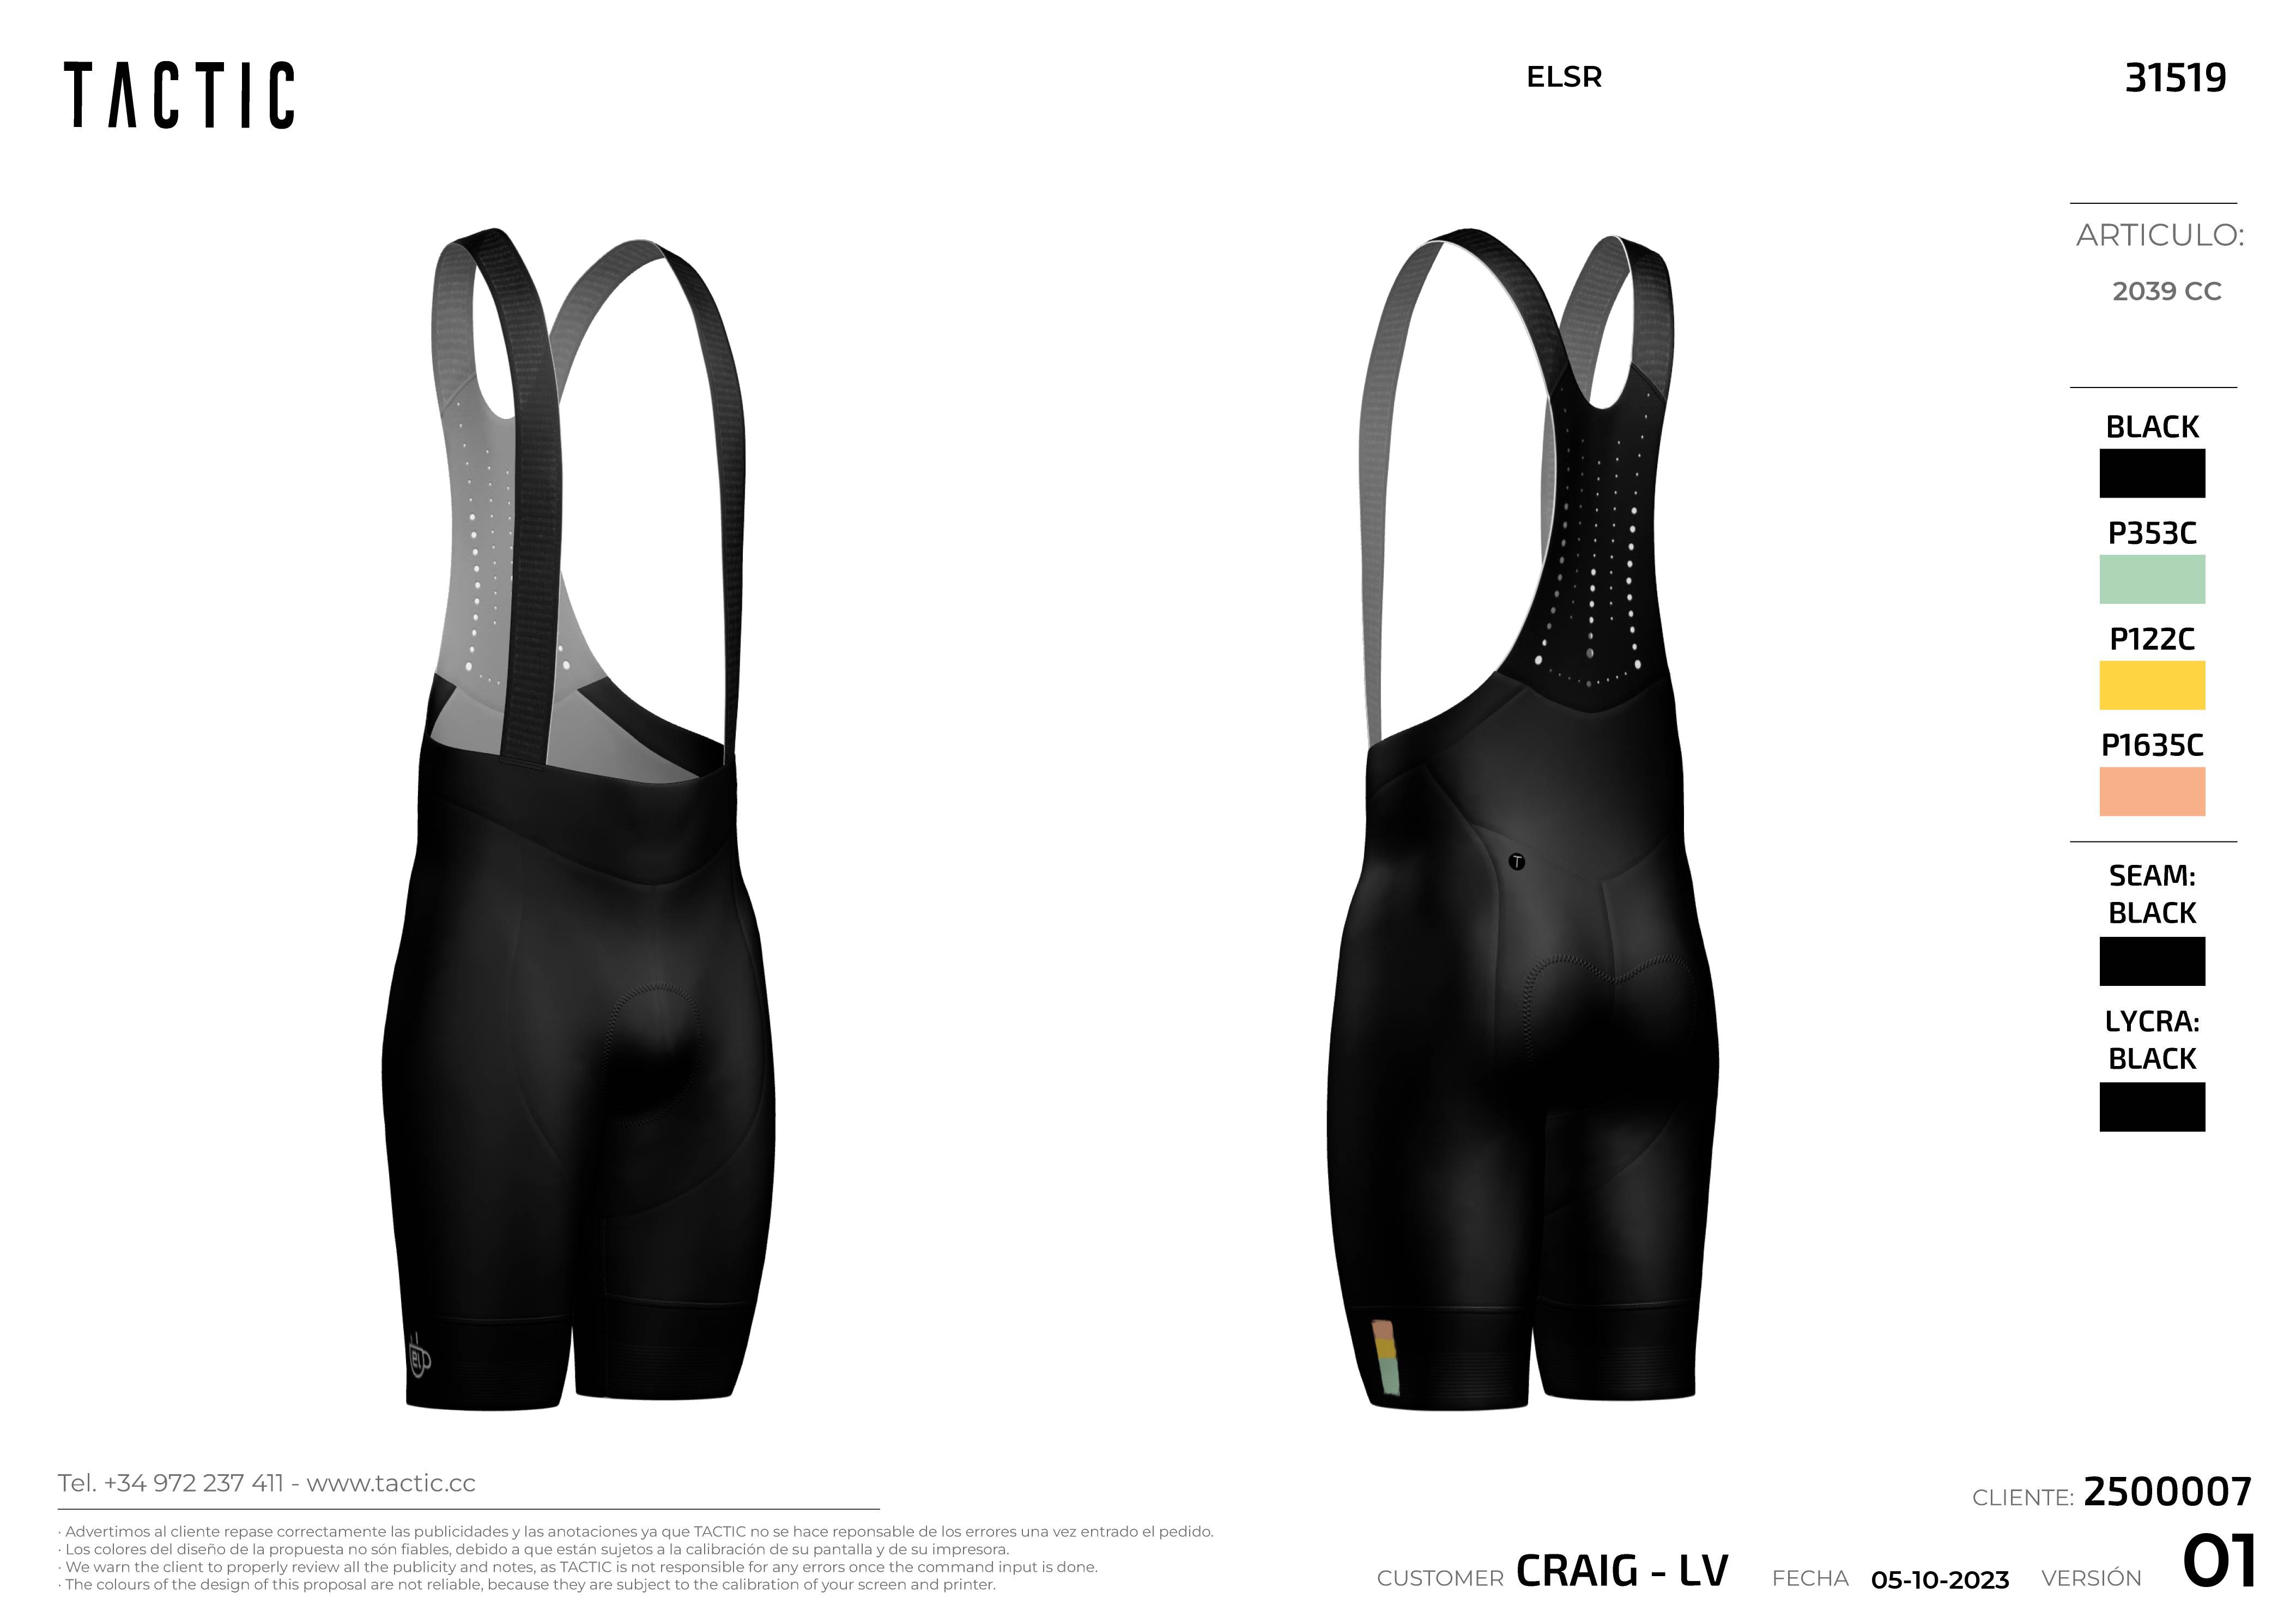 TACTIC
ELSR
31519
ARTICULO:
2039 CC
BLACK
P353C
P122C
P1635C
SEAM:
BLACK
LYCRA:
BLACK
T
Tel. +34 972 237 411 - www.tactic.cc
· Advertimos al cliente repase correctamente las publicidades y las anotaciones ya que TACTIC no se hace reponsable de los errores una vez entrado el pedido.
· Los colores del diseño de la propuesta no són fiables, debido a que están sujetos a la calibración de su pantalla y de su impresora.
· We warn the client to properly review all the publicity and notes, as TACTIC is not responsible for any errors once the command input is done.
· The colours of the design of this proposal are not reliable, because they are subject to the calibration of your screen and printer.
CLIENTE: 2500007
CUSTOMER CRAIG - LV FECHA 05-10-2023 VERSIÓN 01